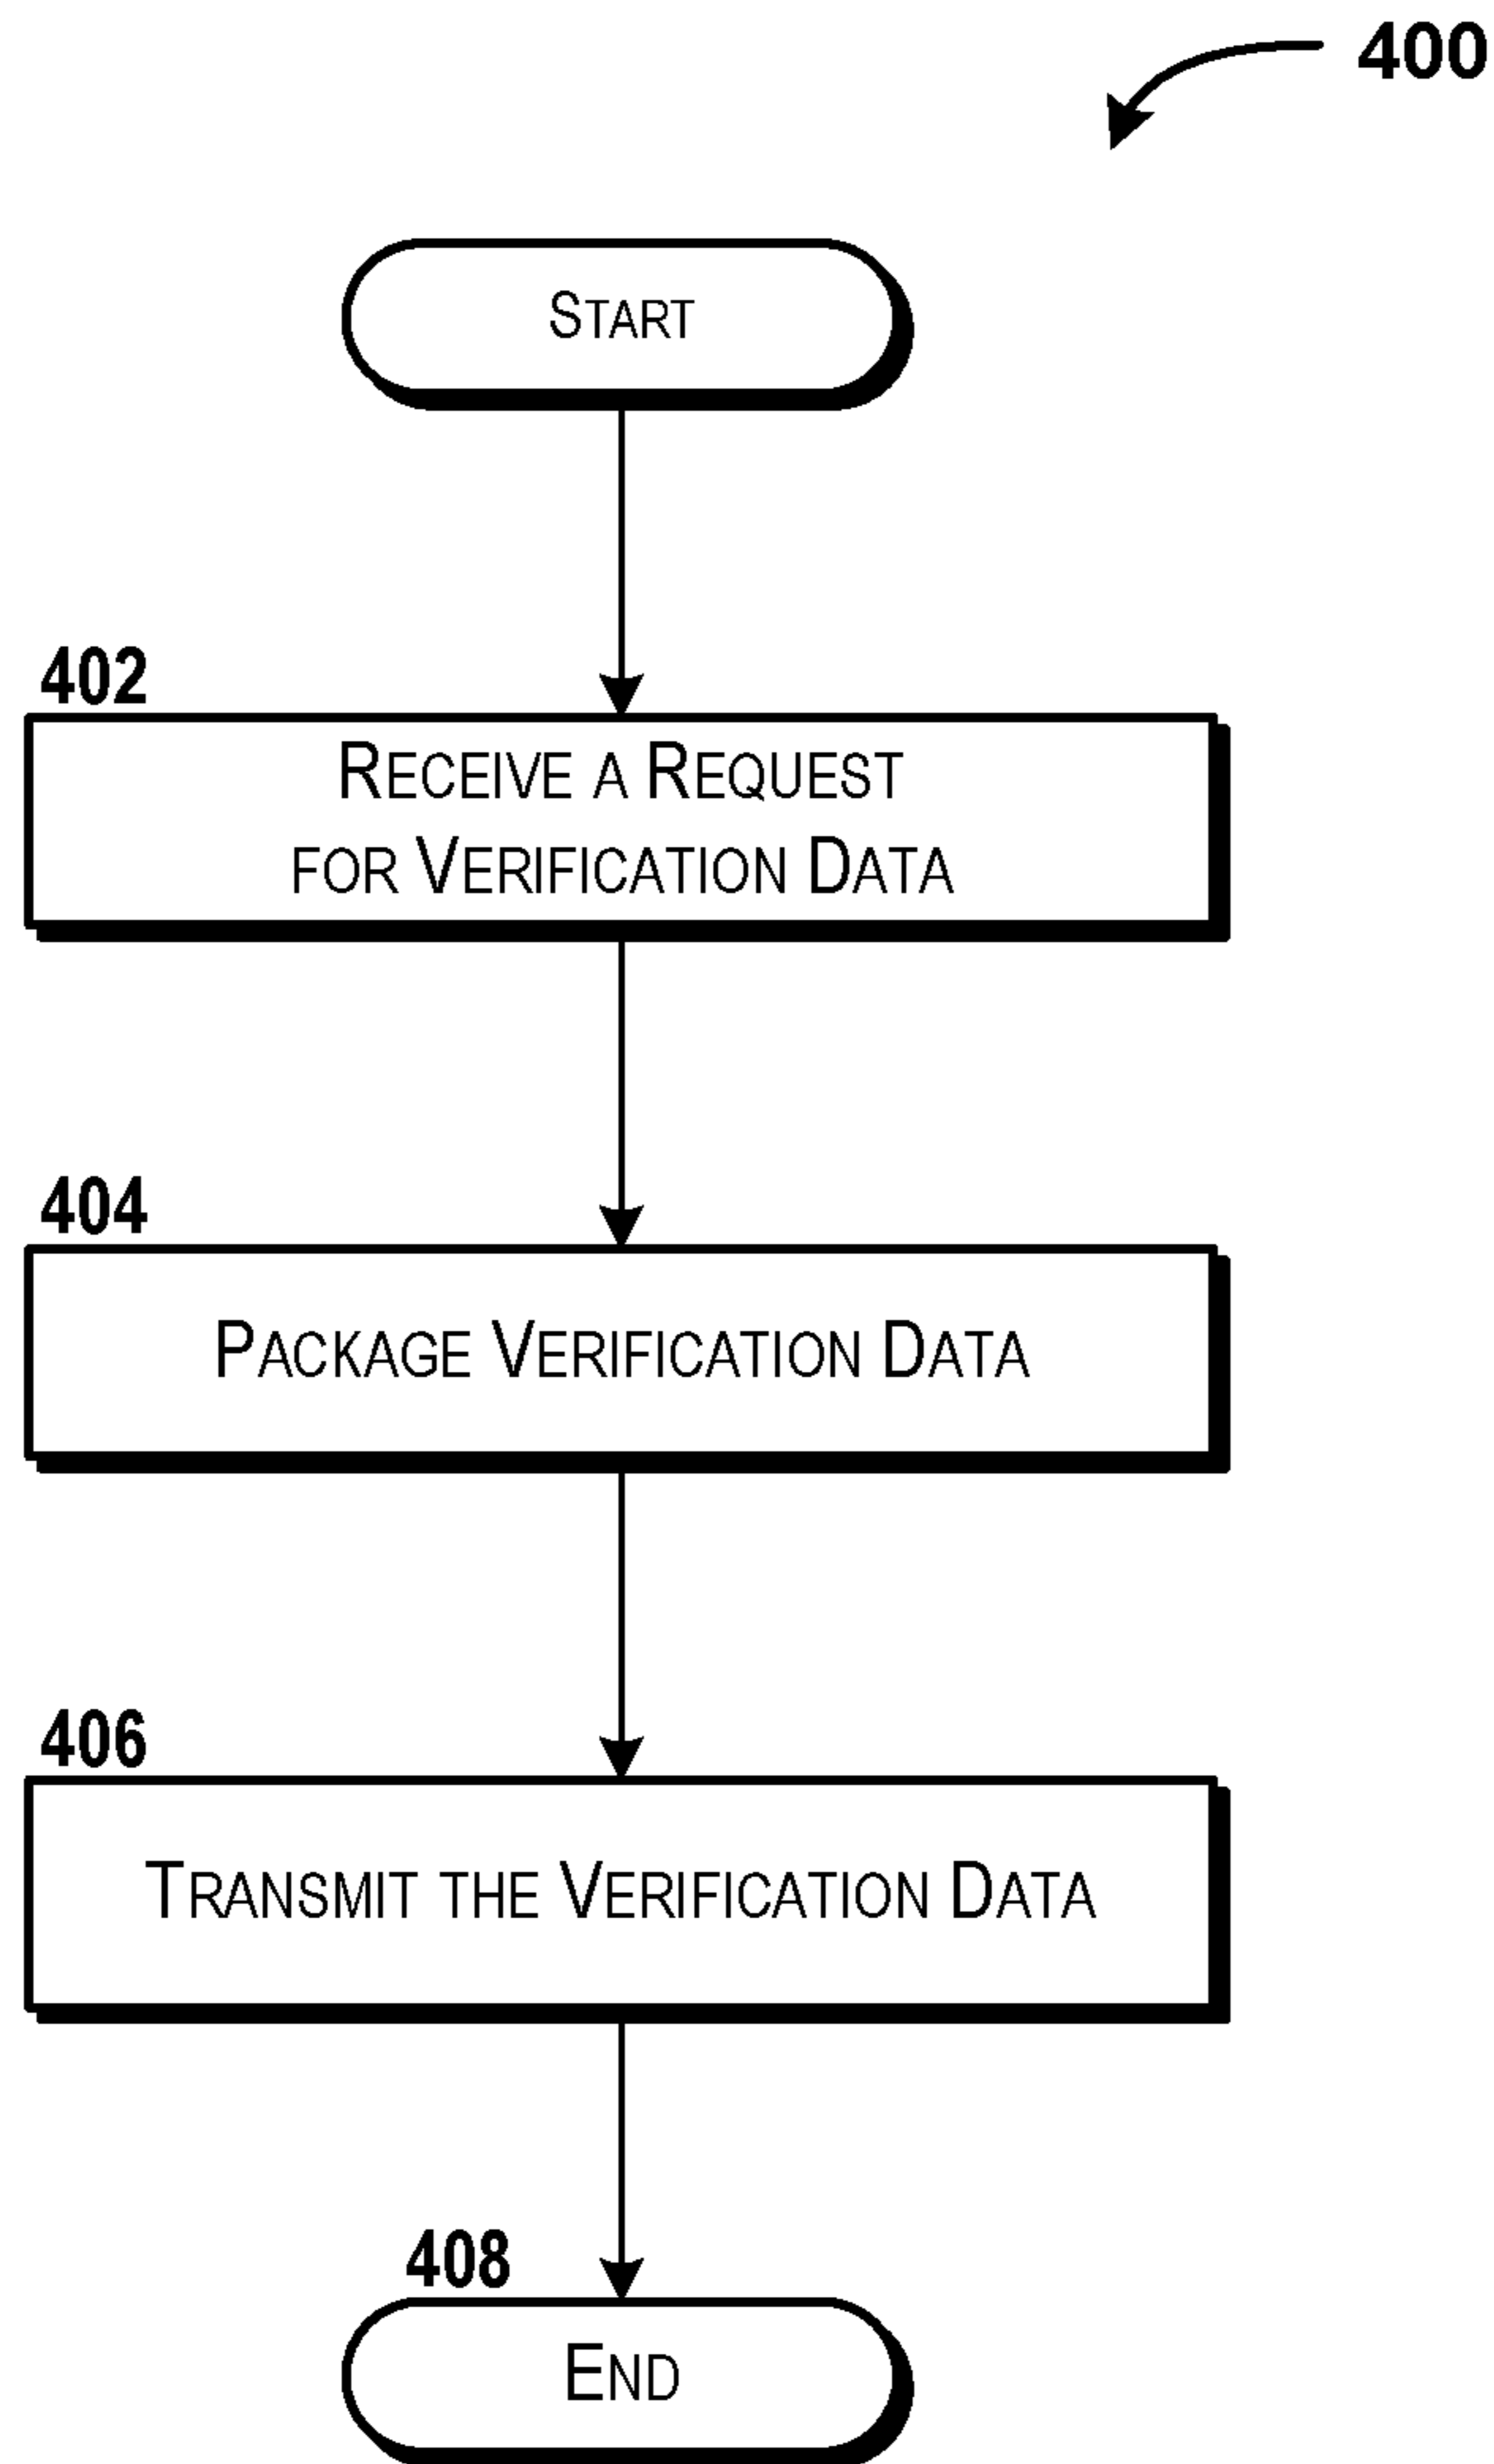 400
START
402
RECEIVE A REQUEST
FOR VERIFICATION DATA
404
PACKAGE VERIFICATION DATA
406
TRANSMIT THE VERIFICATION DATA
408
END